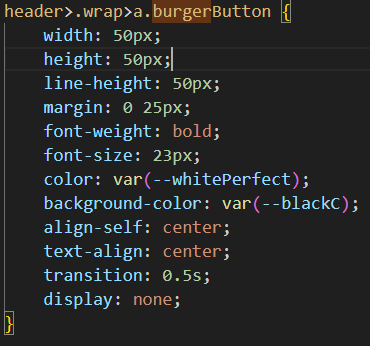 header>.wrap>a.burgerButton {
width: 50px;
height: 50px;
line-height: 50px;
margin: 0 25px;
font-weight: bold;
font-size: 23px;
color: var(--whitePerfect);
background-color: var(--blackC);
align-self: center;
text-align: center;
transition: 0.5s;
display: none;
}